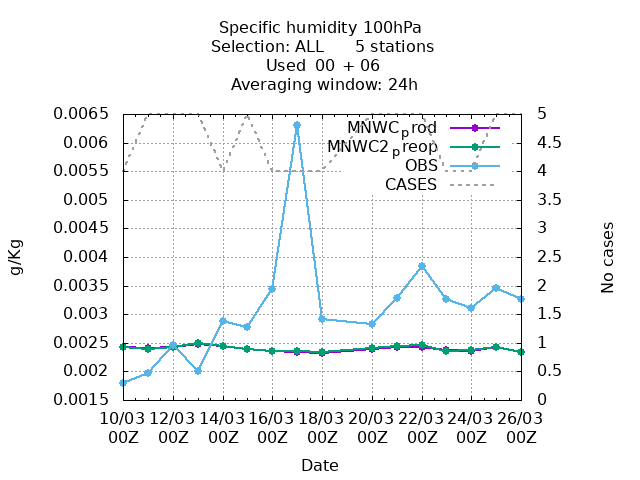 Specific humidity 100hPa
Selection: ALL 5 stations
Used 00 + 06
Averaging window: 24h
0.0065
0.006
0.0055
0.005
0.0045
0.004
0.0035
0.003
0.0025
0.002
0.0015
g/Kg
MNWCprod
MNWC2preop
OBS
CASES
5
4.5
4
3.5
3
2.5
2
1.5
1
0.5
0
No cases
10/03 12/03 14/03 16/03 18/03 20/03 22/03 24/03 26/03
00Z 00Z 00Z 00Z 00Z 00Z 00Z 00Z 00Z
Date